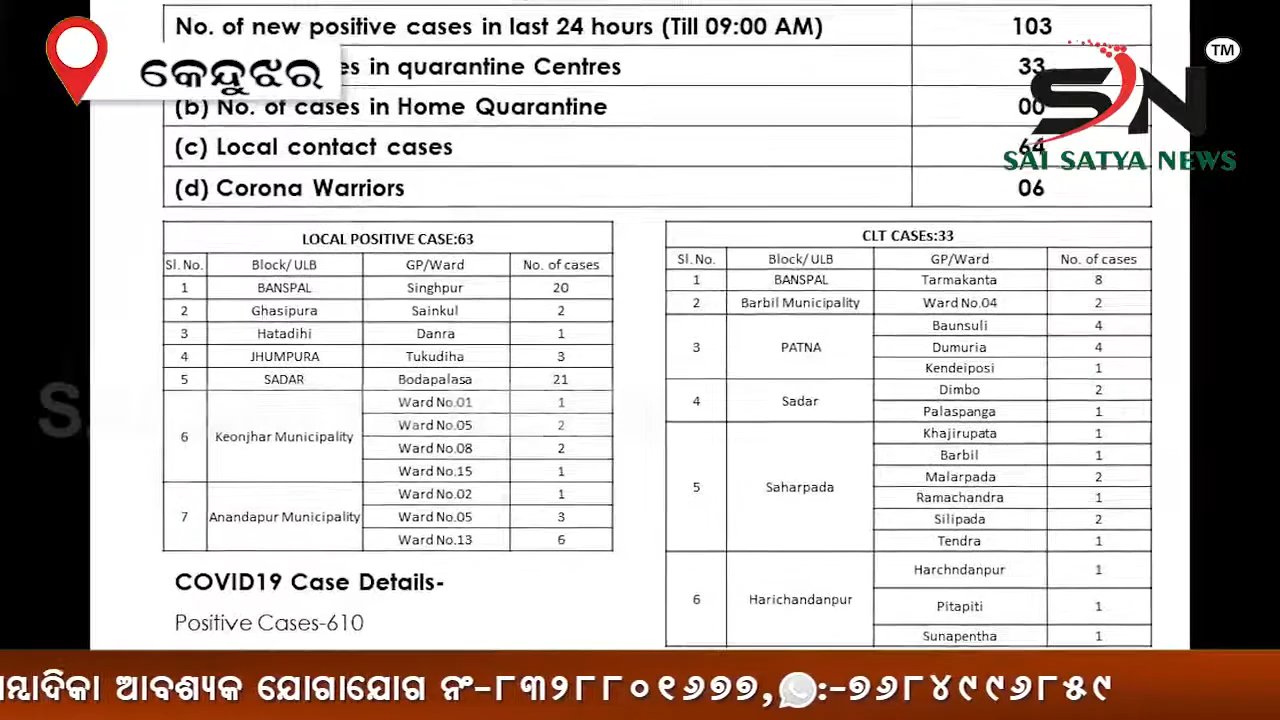 No. of new positive cases in last 24 hours (Till 09:00 AM) 103
es in quarantine Centres 33
(b) No. of cases in Home Quarantine 00
(c) Local contact cases 64
(d) Corona Warriors 06
କେନ୍ଦୁଝର
SN
TM
SAI SATYA NEWS
LOCAL POSITIVE CASE:63
Sl. No. Block/ ULB GP/Ward No. of cases
1 BANSPAL Singhpur 20
2 Ghasipura Sainkul 2
3 Hatadihi Danra 1
4 JHUMPURA Tukudiha 3
5 SADAR Bodapalasa 21
6 Keonjhar Municipality Ward No.01 1
Ward No.05 2
Ward No.08 2
Ward No.15 1
7 Anandapur Municipality Ward No.02 1
Ward No.05 3
Ward No.13 6
CLT CASEs:33
Sl. No. Block/ ULB GP/Ward No. of cases
1 BANSPAL Tarmakanta 8
2 Barbil Municipality Ward No.04 2
3 PATNA Baunsuli 4
Dumuria 4
Kendeiposi 1
4 Sadar Dimbo 2
Palaspanga 1
5 Saharpada Khajirupata 1
Barbil 1
Malarpada 2
Ramachandra 1
Silipada 2
Tendra 1
6 Harichandanpur Harchndanpur 1
Pitapiti 1
Sunapentha 1
COVID19 Case Details-
Positive Cases-610
ମ୍ବାଦିକା ଆବଶ୍ୟକ ଯୋଗାଯୋଗ ନଂ-୮୩୨୮୮୦୧୬୭୭, :-୭୬୮୪୯୯୬୮୫୯